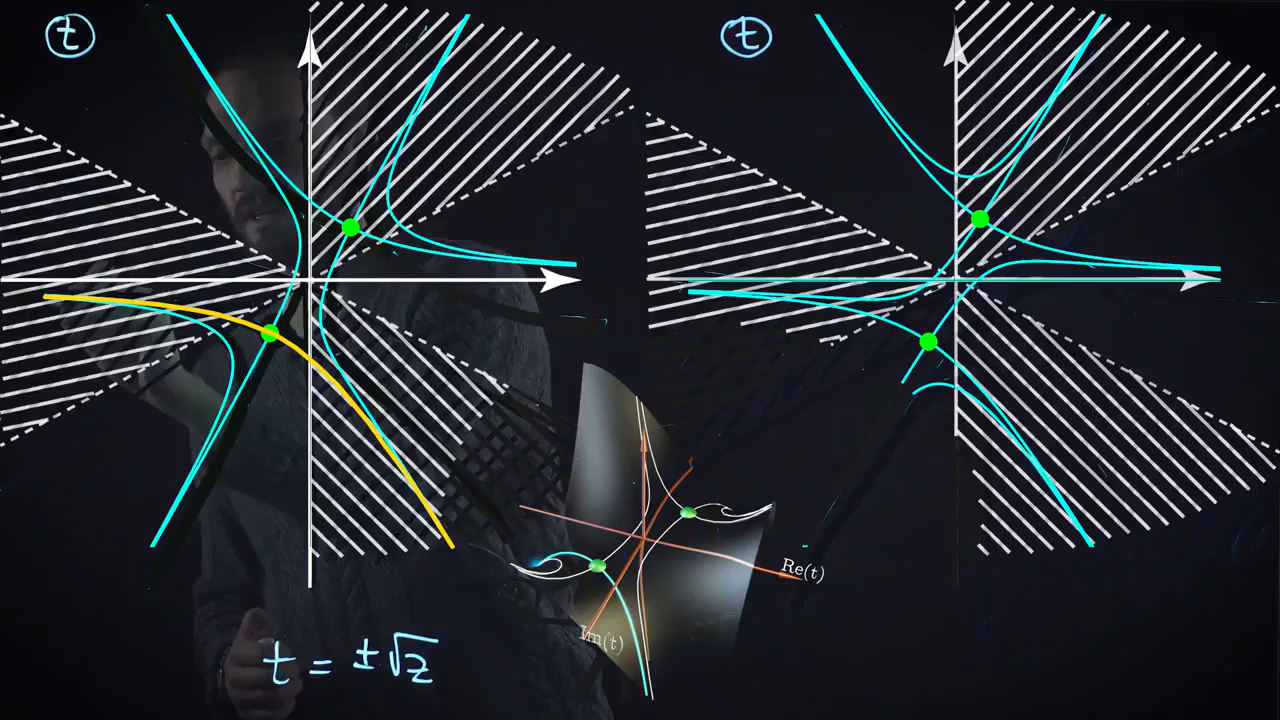 t
t
Re(t)
Im(t)
t = ±√z